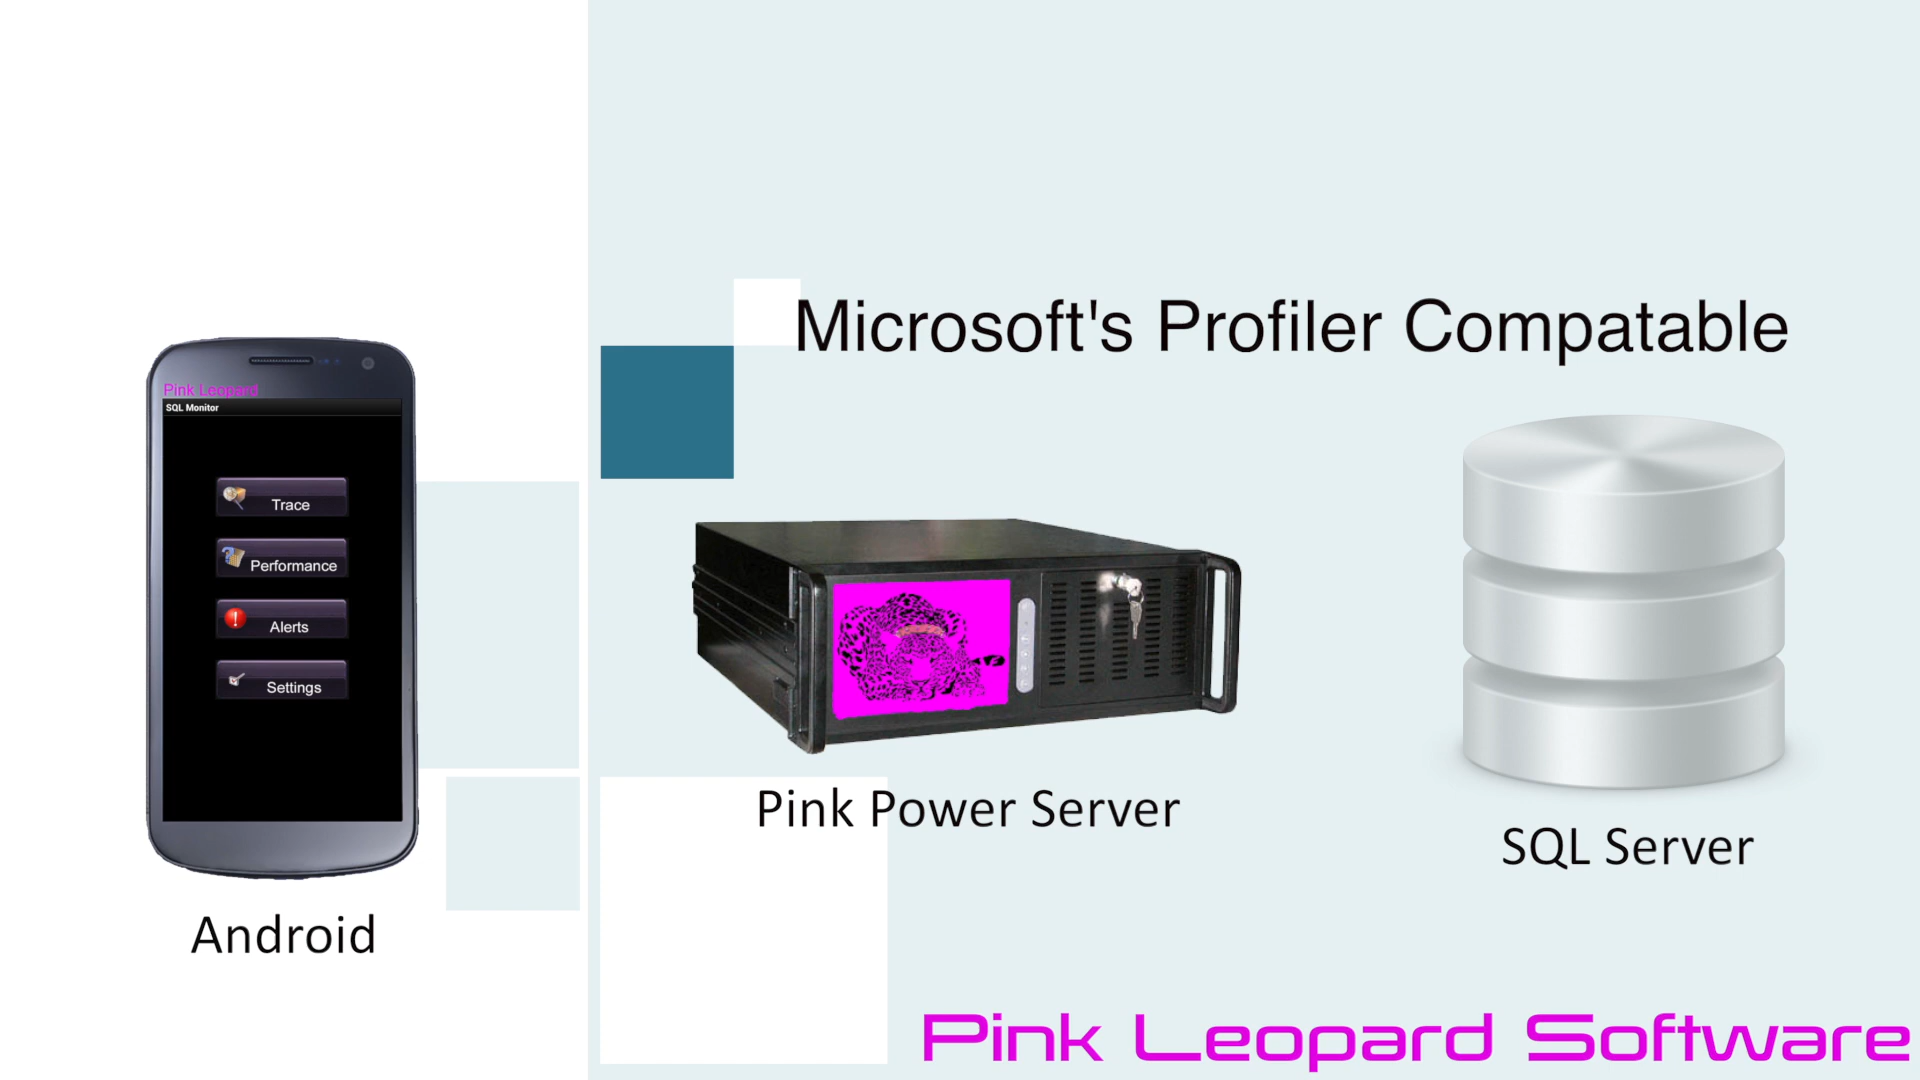 Microsoft's Profiler Compatable
Pink Leopard
SQL Monitor
Trace
Performance
Alerts
Settings
Android
Pink Power Server
SQL Server
Pink Leopard Software